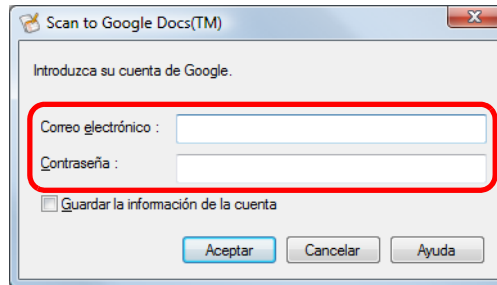 Scan to Google Docs(TM)
Introduzca su cuenta de Google.
Correo electrónico :
Contraseña :
Guardar la información de la cuenta
Aceptar Cancelar Ayuda